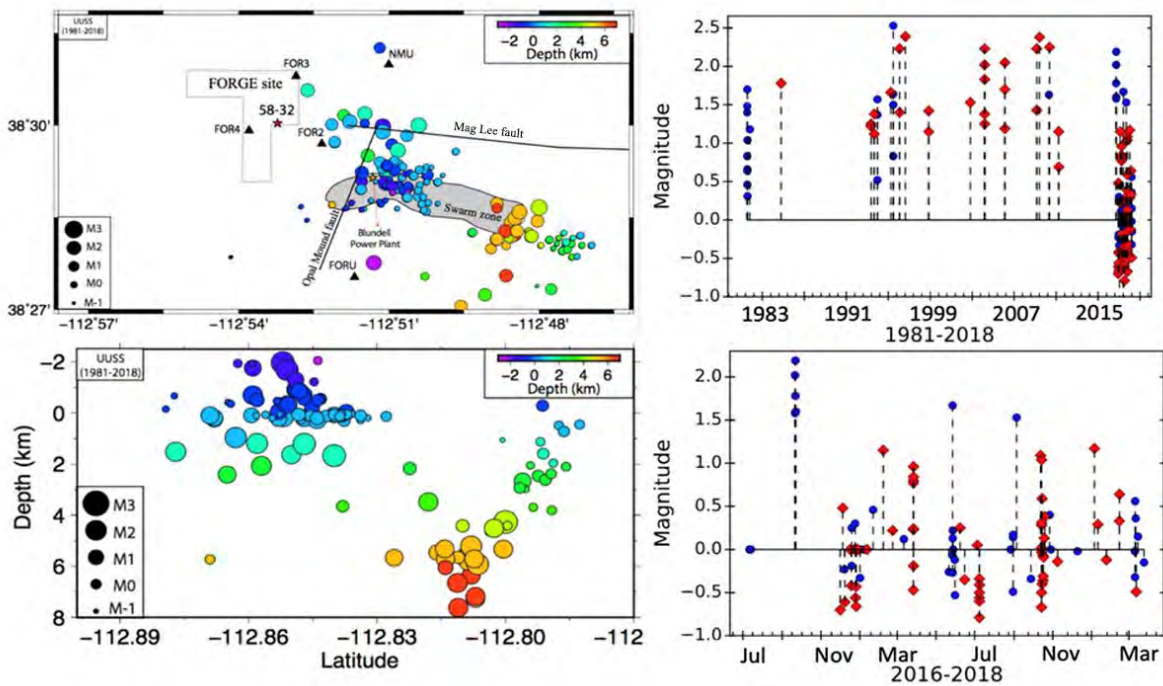 UUSS
(1981-2018)
−2 0 2 4 6
Depth (km)
NMU
FOR3
FORGE site
58-32
FOR4
FOR2
Mag Lee fault
Swarm zone
Opal Mound fault
Blundell
Power Plant
FORU
M3
M2
M1
M0
M-1
38°30'
38°27'
−112°57' −112°54' −112°51' −112°48'
2.5
2.0
1.5
1.0
0.5
0.0
−0.5
−1.0
Magnitude
1983 1991 1999 2007 2015
1981-2018
UUSS
(1981-2018)
−2 0 2 4 6
Depth (km)
M3
M2
M1
M0
M-1
−2
0
2
4
6
8
Depth (km)
−112.89 −112.86 −112.83 −112.80 −112
Latitude
2.0
1.5
1.0
0.5
0.0
−0.5
−1.0
Magnitude
Jul Nov Mar Jul Nov Mar
2016-2018